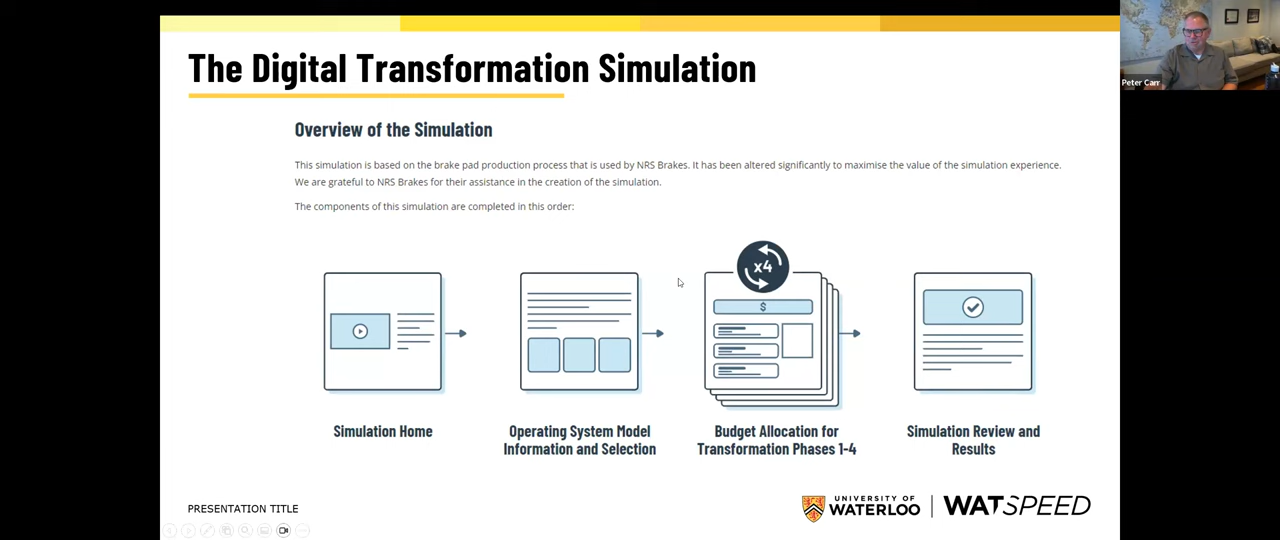 The Digital Transformation Simulation
Peter Carr
Overview of the Simulation
This simulation is based on the brake pad production process that is used by NRS Brakes. It has been altered significantly to maximise the value of the simulation experience.
We are grateful to NRS Brakes for their assistance in the creation of the simulation.
The components of this simulation are completed in this order:
x4
$
Simulation Home
Operating System Model
Information and Selection
Budget Allocation for
Transformation Phases 1-4
Simulation Review and
Results
PRESENTATION TITLE
UNIVERSITY OF
WATERLOO
WATSPEED